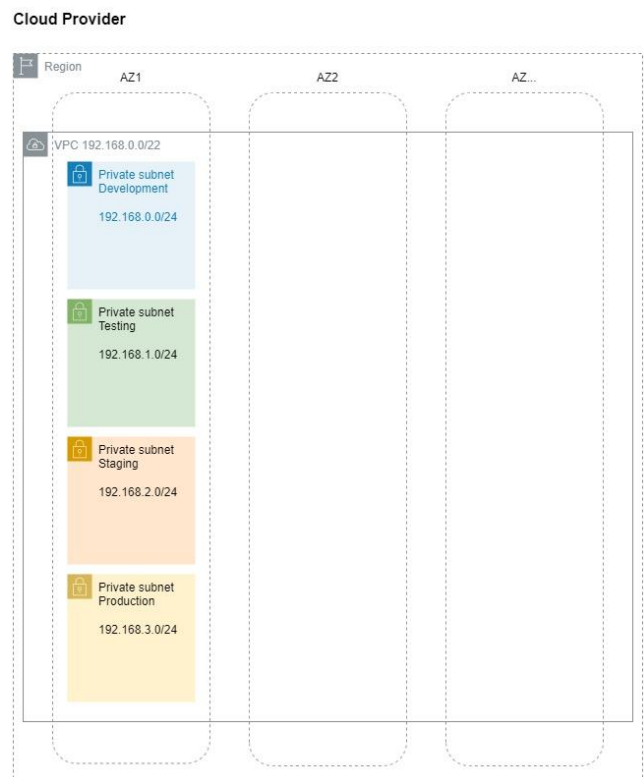 Cloud Provider
Region
AZ1
AZ2
AZ...
VPC 192.168.0.0/22
Private subnet
Development
192.168.0.0/24
Private subnet
Testing
192.168.1.0/24
Private subnet
Staging
192.168.2.0/24
Private subnet
Production
192.168.3.0/24